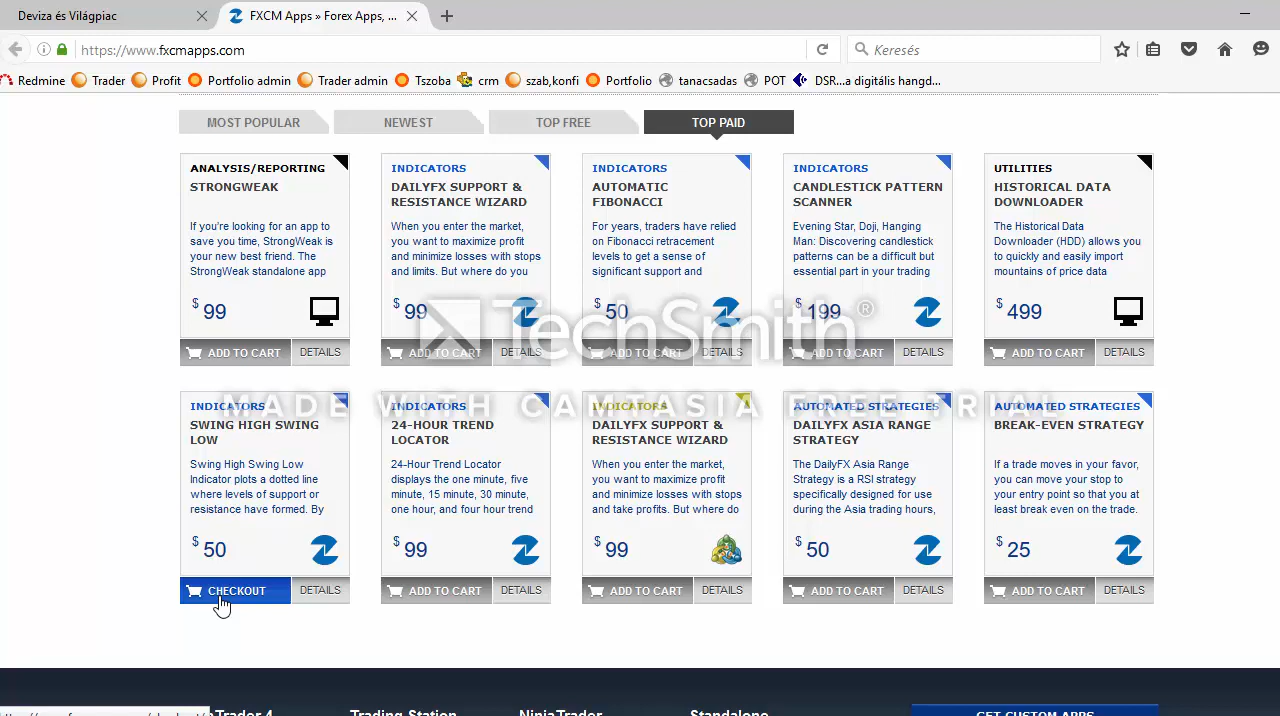 Deviza és Világpiac
FXCM Apps » Forex Apps, ...
https://www.fxcmapps.com
Keresés
Redmine
Trader
Profit
Portfolio admin
Trader admin
Tszoba
crm
szab,konfi
Portfolio
tanacsadas
POT
DSR...a digitális hangd...
MOST POPULAR
NEWEST
TOP FREE
TOP PAID
ANALYSIS/REPORTING
STRONGWEAK
If you're looking for an app to
save you time, StrongWeak is
your new best friend. The
StrongWeak standalone app
$ 99
ADD TO CART
DETAILS
INDICATORS
DAILYFX SUPPORT &
RESISTANCE WIZARD
When you enter the market,
you want to maximize profit
and minimize losses with stops
and limits. But where do you
$ 99
ADD TO CART
DETAILS
INDICATORS
AUTOMATIC
FIBONACCI
For years, traders have relied
on Fibonacci retracement
levels to get a sense of
significant support and
$ 50
ADD TO CART
DETAILS
INDICATORS
CANDLESTICK PATTERN
SCANNER
Evening Star, Doji, Hanging
Man: Discovering candlestick
patterns can be a difficult but
essential part in your trading
$ 199
ADD TO CART
DETAILS
UTILITIES
HISTORICAL DATA
DOWNLOADER
The Historical Data
Downloader (HDD) allows you
to quickly and easily import
mountains of price data
$ 499
ADD TO CART
DETAILS
TechSmith®
MADE WITH CAMTASIA FREE TRIAL
INDICATORS
SWING HIGH SWING
LOW
Swing High Swing Low
Indicator plots a dotted line
where levels of support or
resistance have formed. By
$ 50
CHECKOUT
DETAILS
INDICATORS
24-HOUR TREND
LOCATOR
24-Hour Trend Locator
displays the one minute, five
minute, 15 minute, 30 minute,
one hour, and four hour trend
$ 99
ADD TO CART
DETAILS
INDICATORS
DAILYFX SUPPORT &
RESISTANCE WIZARD
When you enter the market,
you want to maximize profit
and minimize losses with stops
and take profits. But where do
$ 99
ADD TO CART
DETAILS
AUTOMATED STRATEGIES
DAILYFX ASIA RANGE
STRATEGY
The DailyFX Asia Range
Strategy is a RSI strategy
specifically designed for use
during the Asia trading hours,
$ 50
ADD TO CART
DETAILS
AUTOMATED STRATEGIES
BREAK-EVEN STRATEGY
If a trade moves in your favor,
you can move your stop to
your entry point so that you at
least break even on the trade.
$ 25
ADD TO CART
DETAILS
Trader 4
Trading Station
NinjaTrader
Standalone
GET CUSTOM APPS